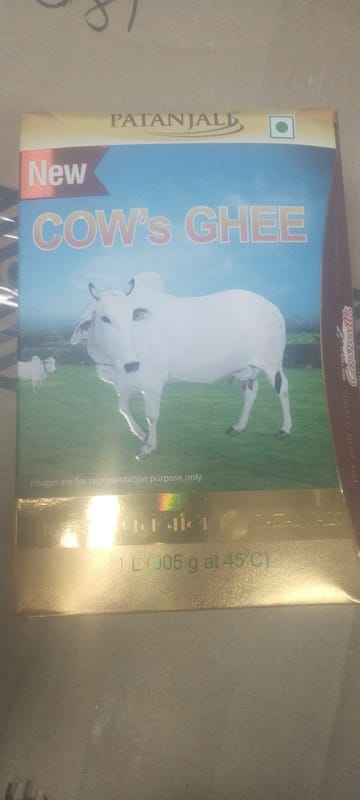 PATANJALI
New
COW's GHEE
Images are for representation purpose only
1 L (905 g at 45°C)